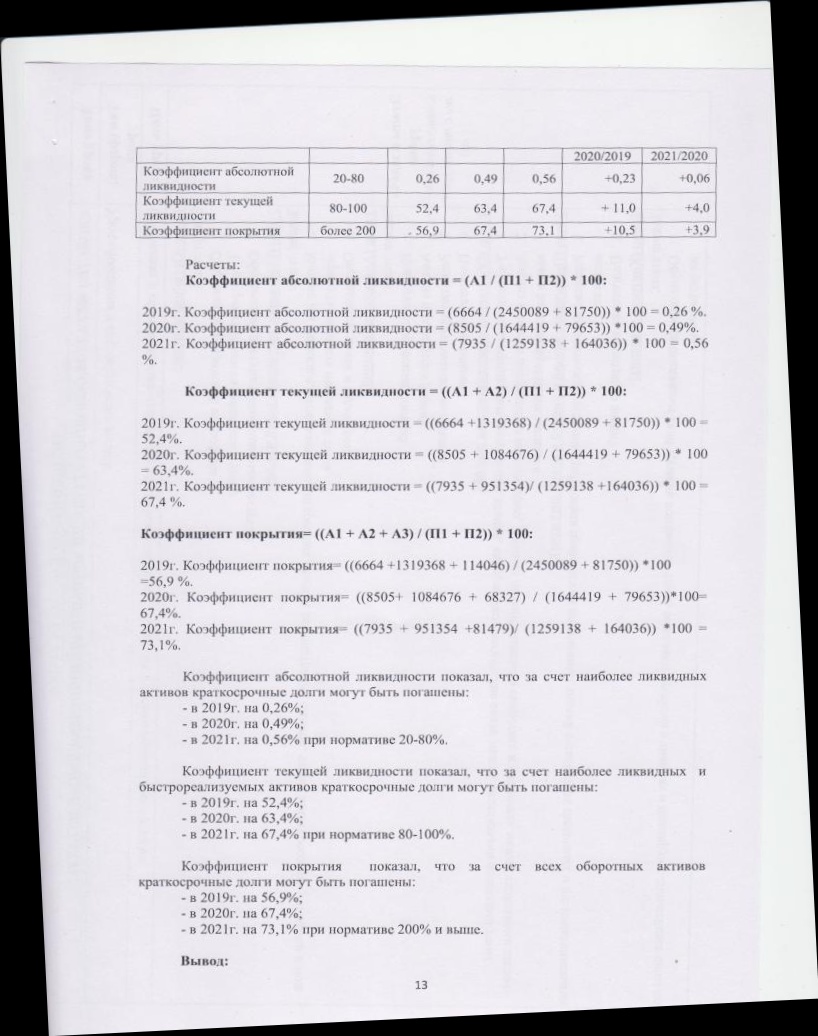 2020/2019 2021/2020
Коэффициент абсолютной
ликвидности 20-80 0,26 0,49 0,56 +0,23 +0,06
Коэффициент текущей
ликвидности 80-100 52,4 63,4 67,4 + 11,0 +4,0
Коэффициент покрытия более 200 56,9 67,4 73,1 +10,5 +3,9
Расчеты:
Коэффициент абсолютной ликвидности = (А1 / (П1 + П2)) * 100:
2019г. Коэффициент абсолютной ликвидности = (6664 / (2450089 + 81750)) * 100 = 0,26 %.
2020г. Коэффициент абсолютной ликвидности = (8505 / (1644419 + 79653)) *100 = 0,49%.
2021г. Коэффициент абсолютной ликвидности = (7935 / (1259138 + 164036)) * 100 = 0,56
%.
Коэффициент текущей ликвидности = ((А1 + А2) / (П1 + П2)) * 100:
2019г. Коэффициент текущей ликвидности = ((6664 +1319368) / (2450089 + 81750)) * 100 =
52,4%.
2020г. Коэффициент текущей ликвидности = ((8505 + 1084676) / (1644419 + 79653)) * 100
= 63,4%.
2021г. Коэффициент текущей ликвидности = ((7935 + 951354)/ (1259138 +164036)) * 100 =
67,4 %.
Коэффициент покрытия= ((А1 + А2 + А3) / (П1 + П2)) * 100:
2019г. Коэффициент покрытия= ((6664 +1319368 + 114046) / (2450089 + 81750)) *100
=56,9 %.
2020г. Коэффициент покрытия= ((8505+ 1084676 + 68327) / (1644419 + 79653))*100=
67,4%.
2021г. Коэффициент покрытия= ((7935 + 951354 +81479)/ (1259138 + 164036)) *100 =
73,1%.
Коэффициент абсолютной ликвидности показал, что за счет наиболее ликвидных
активов краткосрочные долги могут быть погашены:
- в 2019г. на 0,26%;
- в 2020г. на 0,49%;
- в 2021г. на 0,56% при нормативе 20-80%.
Коэффициент текущей ликвидности показал, что за счет наиболее ликвидных и
быстрореализуемых активов краткосрочные долги могут быть погашены:
- в 2019г. на 52,4%;
- в 2020г. на 63,4%;
- в 2021г. на 67,4% при нормативе 80-100%.
Коэффициент покрытия показал, что за счет всех оборотных активов
краткосрочные долги могут быть погашены:
- в 2019г. на 56,9%;
- в 2020г. на 67,4%;
- в 2021г. на 73,1% при нормативе 200% и выше.
Вывод:
13